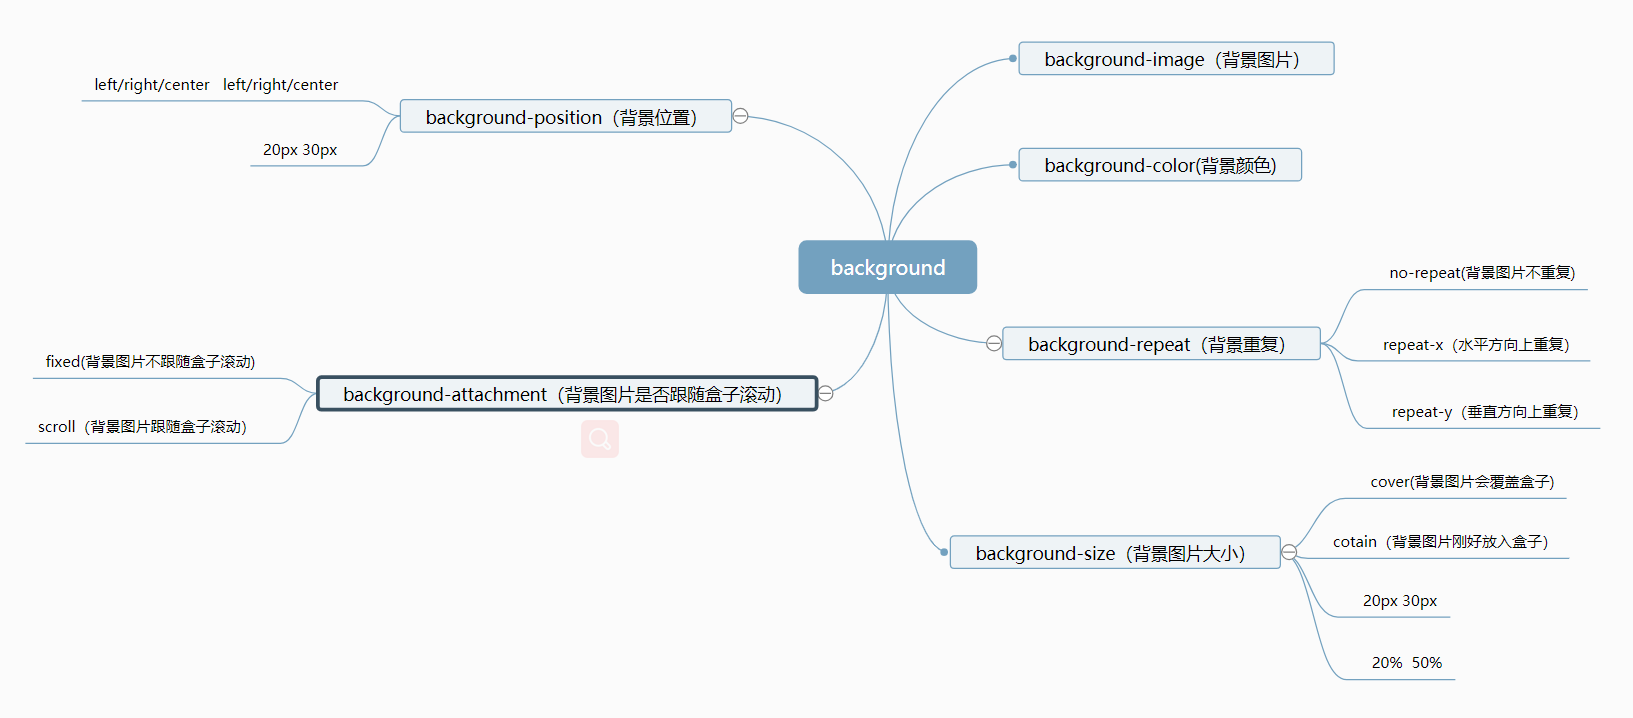 background
background-image（背景图片）
background-color(背景颜色)
background-repeat（背景重复）
no-repeat(背景图片不重复)
repeat-x（水平方向上重复）
repeat-y（垂直方向上重复）
background-size（背景图片大小）
cover(背景图片会覆盖盒子)
cotain（背景图片刚好放入盒子）
20px 30px
20%  50%
background-position（背景位置）
left/right/center   left/right/center
20px 30px
background-attachment（背景图片是否跟随盒子滚动）
fixed(背景图片不跟随盒子滚动)
scroll（背景图片跟随盒子滚动）